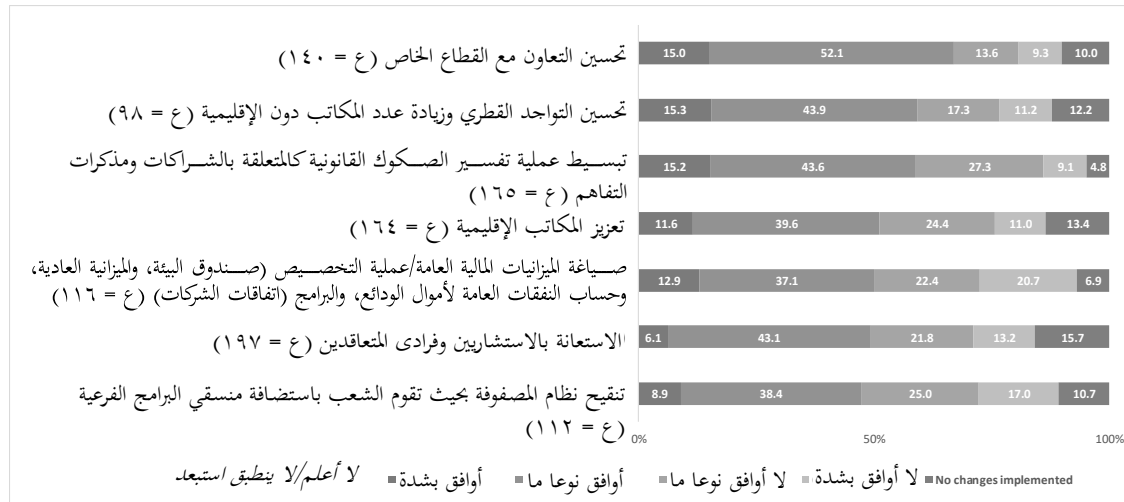 تحسين التعاون مع القطاع الخاص (ع = ١٤٠)
15.0 52.1 13.6 9.3 10.0
تحسين التواجد القطري وزيادة عدد المكاتب دون الإقليمية (ع = ٩٨)
15.3 43.9 17.3 11.2 12.2
تبسيط عملية تفسير الصكوك القانونية كالمتعلقة بالشراكات ومذكرات
التفاهم (ع = ١٦٥)
15.2 43.6 27.3 9.1 4.8
تعزيز المكاتب الإقليمية (ع = ١٦٤)
11.6 39.6 24.4 11.0 13.4
صياغة الميزانيات المالية العامة/عملية التخصيص (صندوق البيئة، والميزانية العادية،
وحساب النفقات العامة لأموال الودائع، والبرامج (اتفاقات الشركات) (ع = ١١٦)
12.9 37.1 22.4 20.7 6.9
الاستعانة بالاستشاريين وفرادى المتعاقدين (ع = ١٩٧)
6.1 43.1 21.8 13.2 15.7
تنقيح نظام المصفوفة بحيث تقوم الشعب باستضافة منسقي البرامج الفرعية
(ع = ١١٢)
8.9 38.4 25.0 17.0 10.7
0% 50% 100%
لا أعلم/لا ينطبق استبعد أوافق بشدة أوافق نوعا ما لا أوافق نوعا ما لا أوافق بشدة No changes implemented